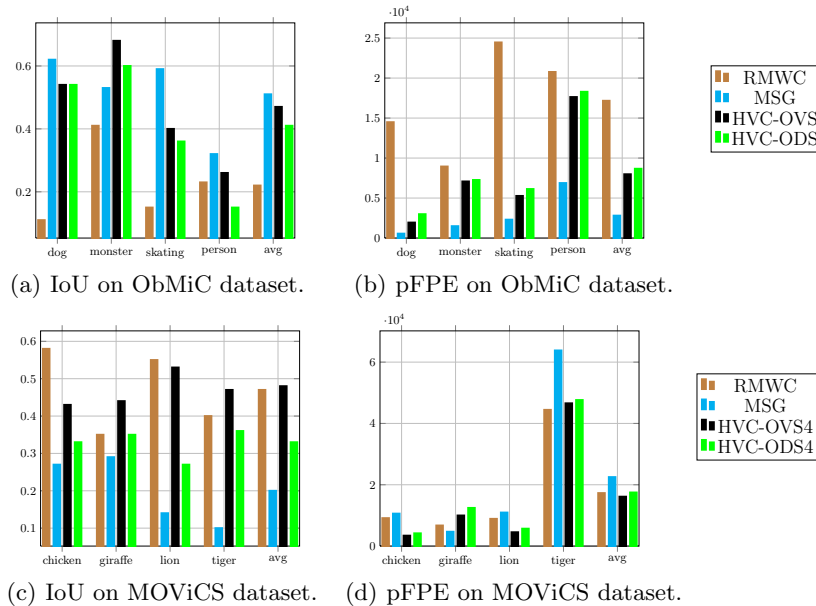 ·10⁴
0.6
0.4
0.2
dog monster skating person avg
2.5
2
1.5
1
0.5
0
dog monster skating person avg
RMWC
MSG
HVC-OVS
HVC-ODS
(a) IoU on ObMiC dataset. (b) pFPE on ObMiC dataset.
·10⁴
0.6
0.5
0.4
0.3
0.2
0.1
chicken giraffe lion tiger avg
6
4
2
0
chicken giraffe lion tiger avg
RMWC
MSG
HVC-OVS4
HVC-ODS4
(c) IoU on MOViCS dataset. (d) pFPE on MOViCS dataset.